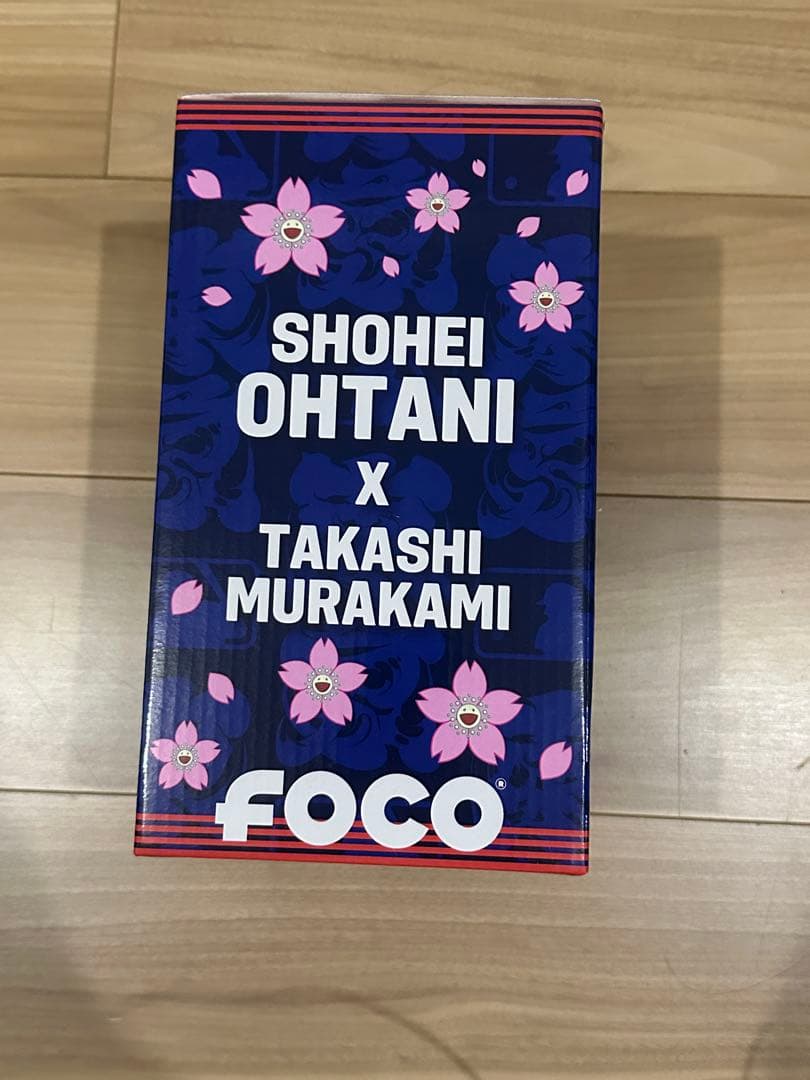 SHOHEI
OHTANI
X
TAKASHI
MURAKAMI
FOCO®